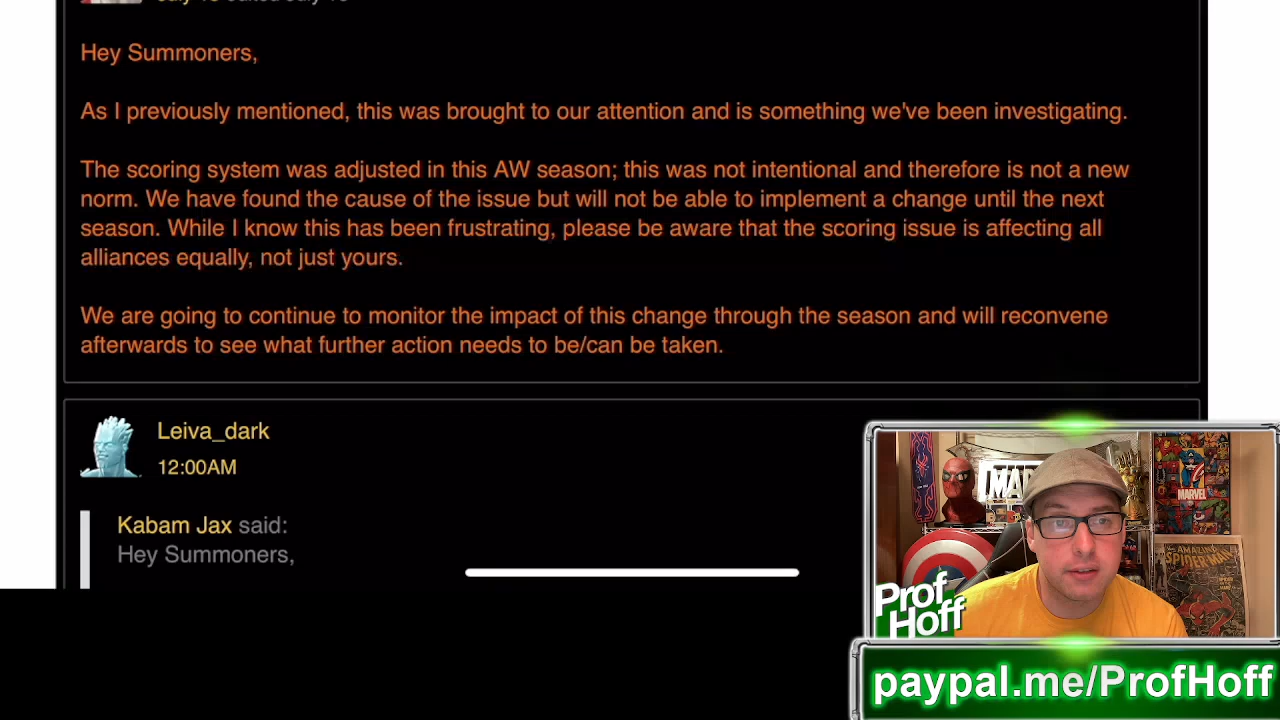 Hey Summoners,
As I previously mentioned, this was brought to our attention and is something we've been investigating.
The scoring system was adjusted in this AW season; this was not intentional and therefore is not a new
norm. We have found the cause of the issue but will not be able to implement a change until the next
season. While I know this has been frustrating, please be aware that the scoring issue is affecting all
alliances equally, not just yours.
We are going to continue to monitor the impact of this change through the season and will reconvene
afterwards to see what further action needs to be/can be taken.
Leiva_dark
12:00AM
Kabam Jax said:
Hey Summoners,
MARVEL
AMAZING
SPIDER-MAN
Prof
Hoff
paypal.me/ProfHoff